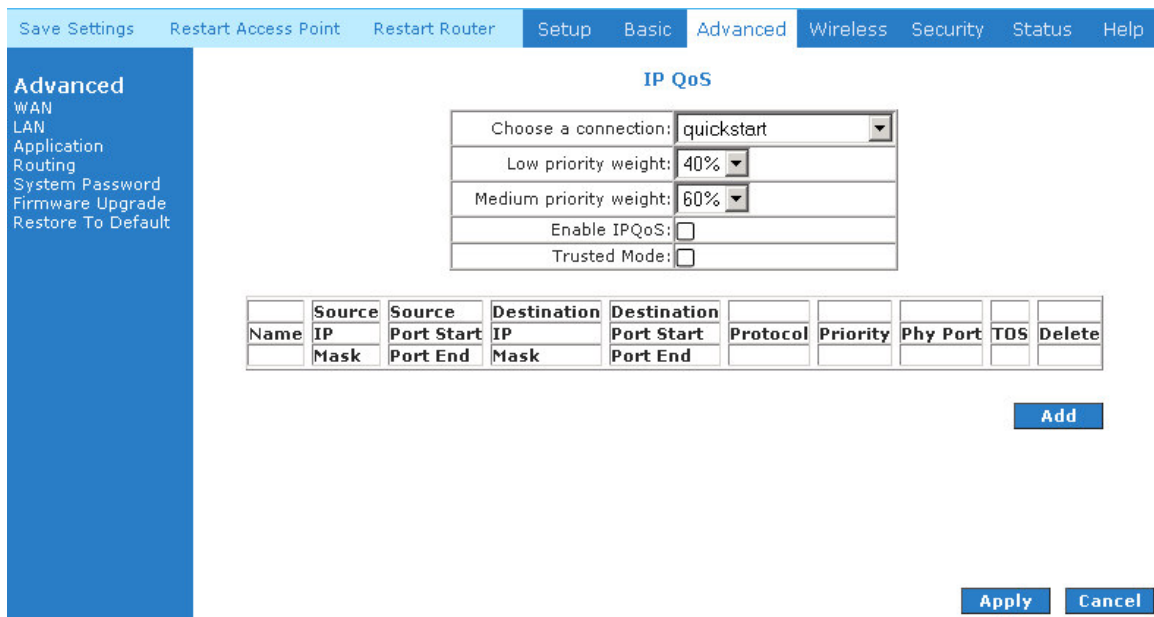 Save Settings Restart Access Point Restart Router Setup Basic Advanced Wireless Security Status Help
Advanced
WAN
LAN
Application
Routing
System Password
Firmware Upgrade
Restore To Default
IP QoS
Choose a connection: quickstart
Low priority weight: 40%
Medium priority weight: 60%
Enable IPQoS:
Trusted Mode:
Source Source Destination Destination
Name IP Port Start IP Port Start Protocol Priority Phy Port TOS Delete
Mask Port End Mask Port End
Add
Apply Cancel